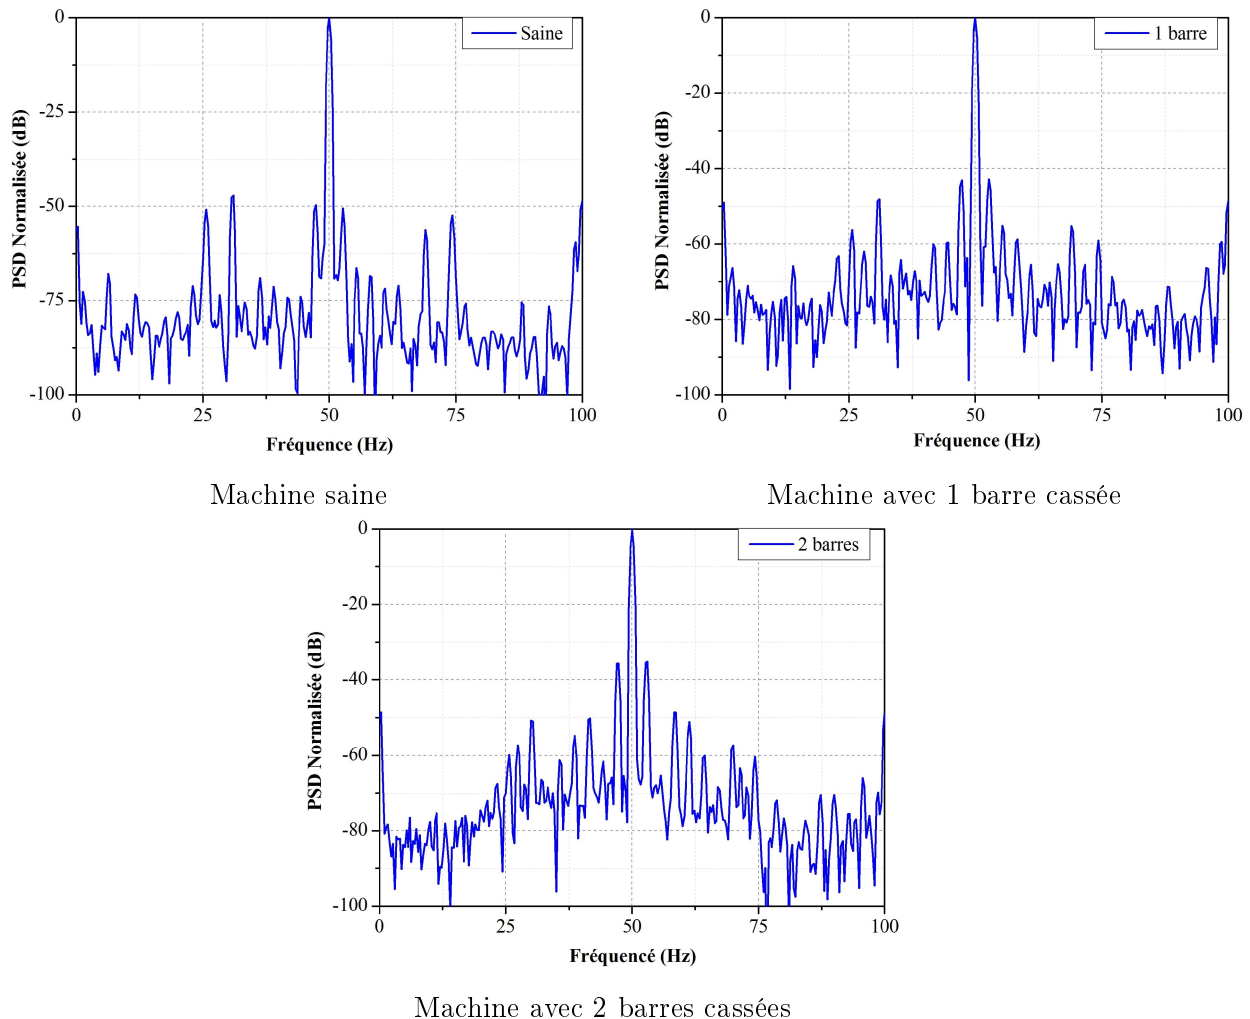 Saine
0
-25
-50
-75
-100
PSD Normalisée (dB)
0 25 50 75 100
Fréquence (Hz)
Machine saine
1 barre
0
-20
-40
-60
-80
-100
PSD Normalisée (dB)
0 25 50 75 100
Fréquence (Hz)
Machine avec 1 barre cassée
2 barres
0
-20
-40
-60
-80
-100
PSD Normalisée (dB)
0 25 50 75 100
Fréquencé (Hz)
Machine avec 2 barres cassées